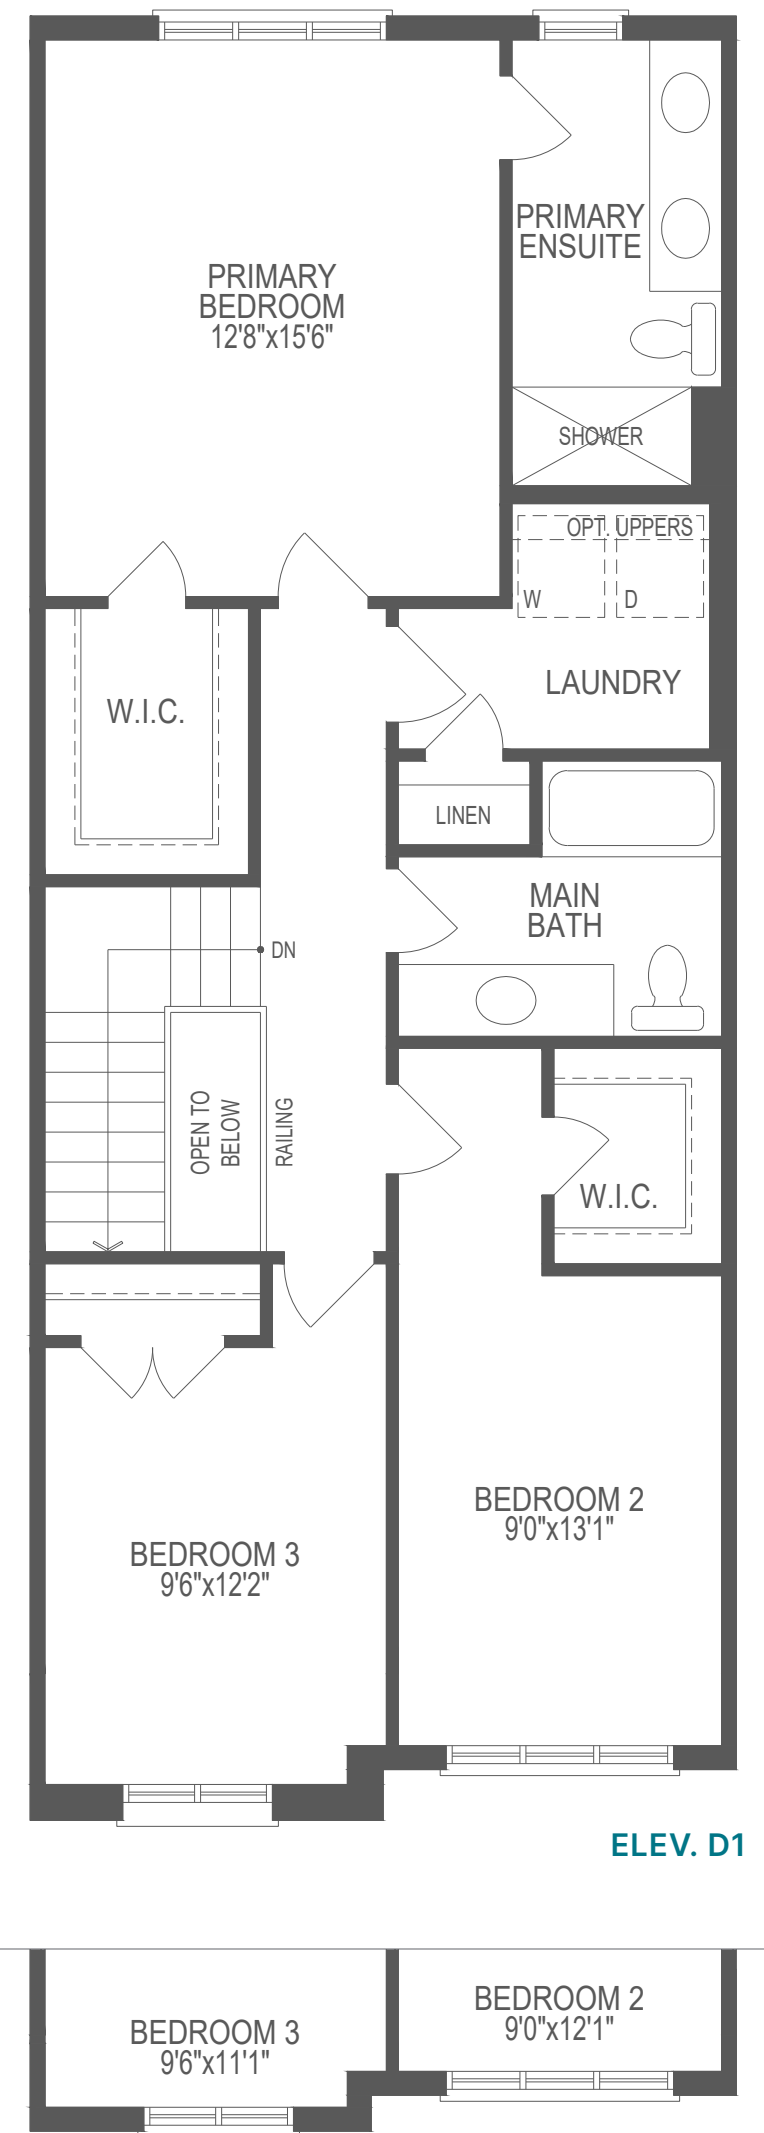 PRIMARY
ENSUITE
PRIMARY
BEDROOM
12'8"x15'6"
SHOWER
OPT. UPPERS
W
D
LAUNDRY
W.I.C.
LINEN
MAIN
BATH
DN
OPEN TO
BELOW
RAILING
W.I.C.
BEDROOM 2
9'0"x13'1"
BEDROOM 3
9'6"x12'2"
ELEV. D1
BEDROOM 2
9'0"x12'1"
BEDROOM 3
9'6"x11'1"